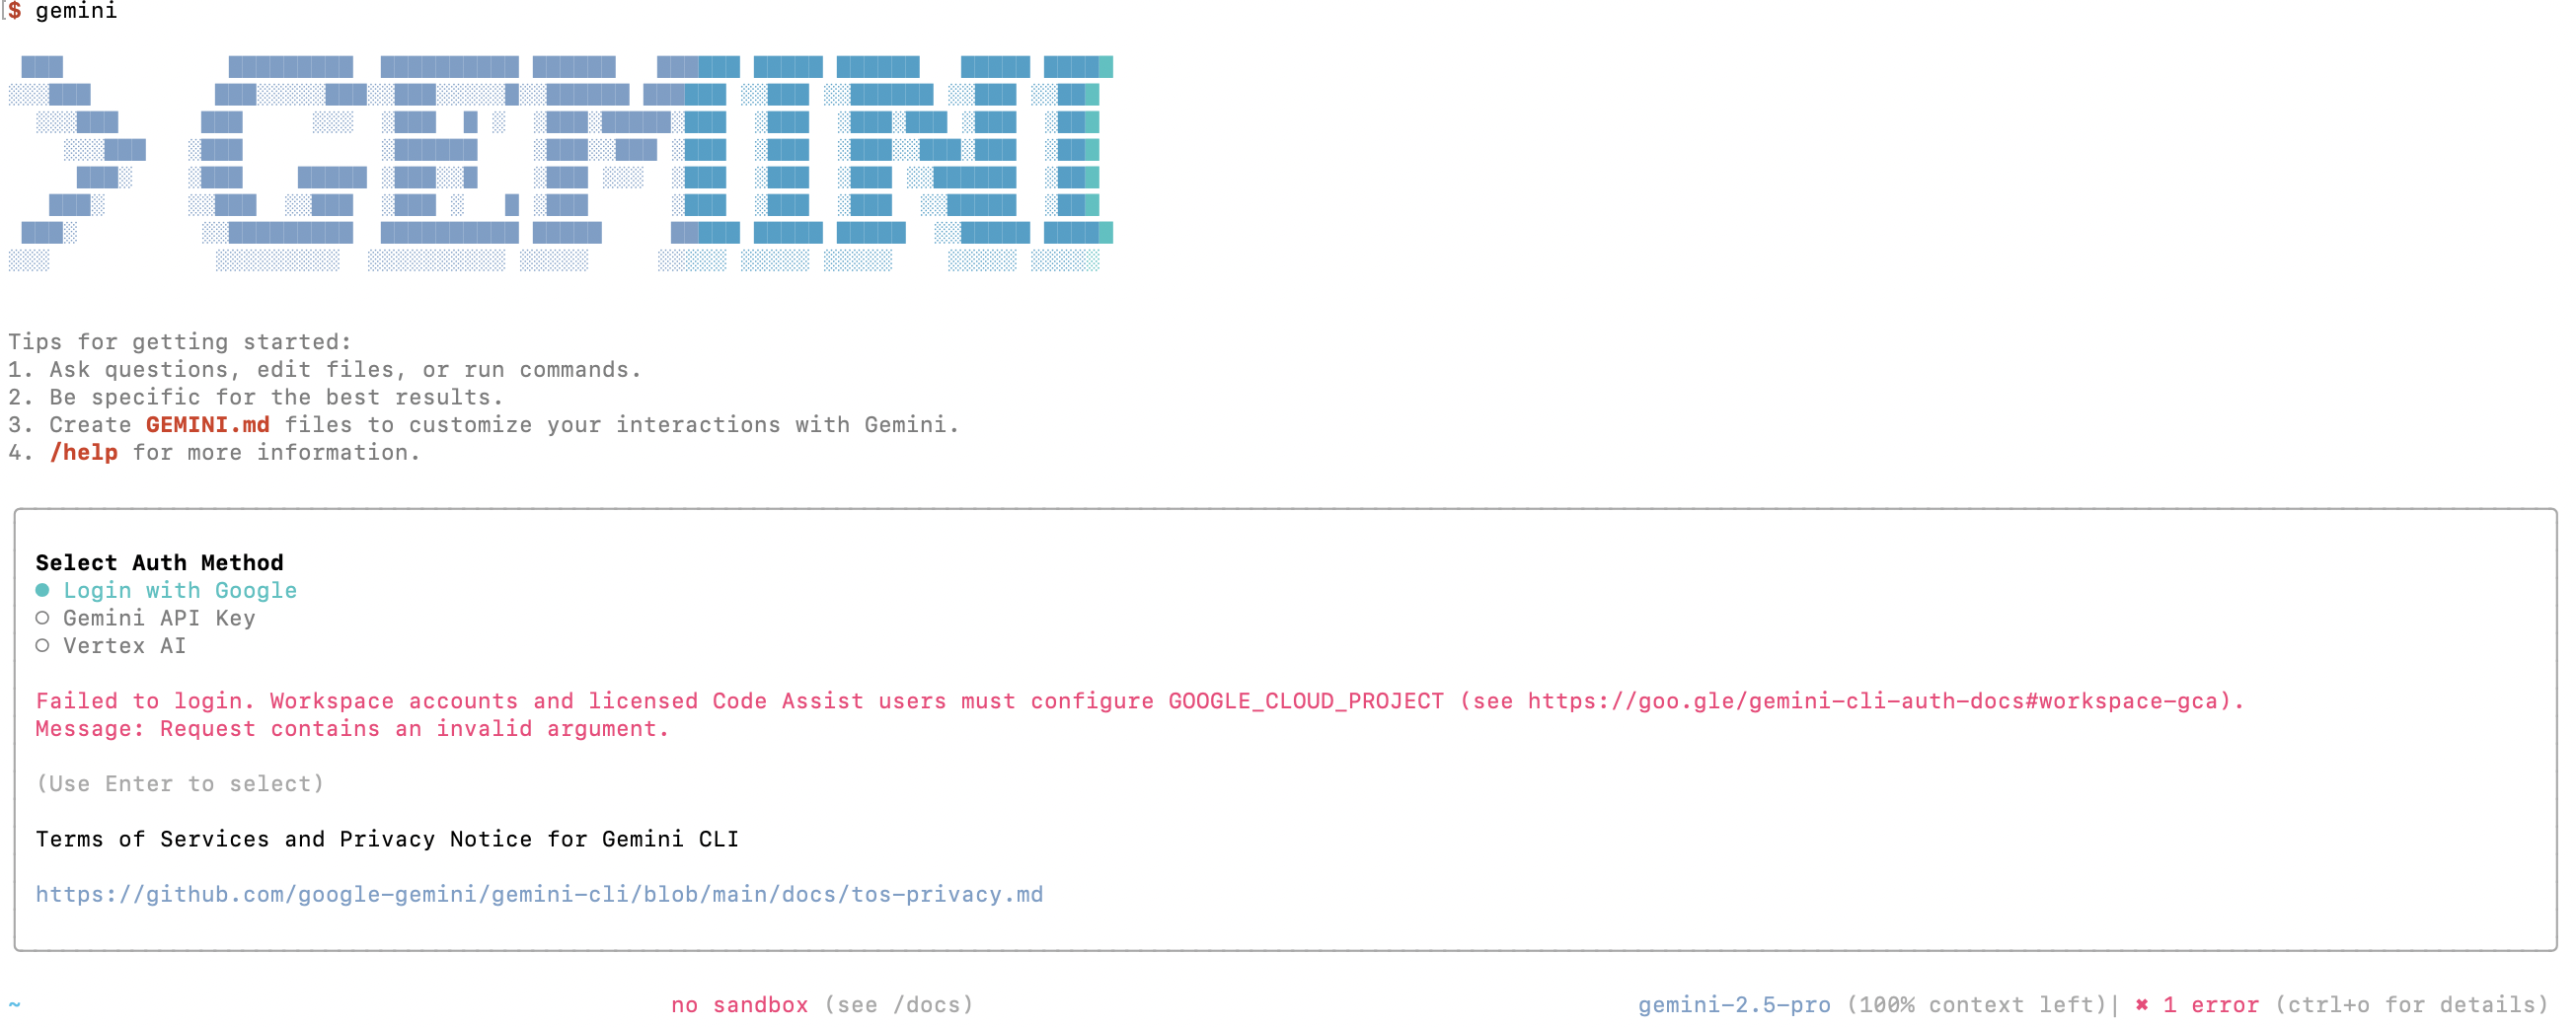 $ gemini
> GEMINI
Tips for getting started:
1. Ask questions, edit files, or run commands.
2. Be specific for the best results.
3. Create GEMINI.md files to customize your interactions with Gemini.
4. /help for more information.
Select Auth Method
● Login with Google
○ Gemini API Key
○ Vertex AI
Failed to login. Workspace accounts and licensed Code Assist users must configure GOOGLE_CLOUD_PROJECT (see https://goo.gle/gemini-cli-auth-docs#workspace-gca).
Message: Request contains an invalid argument.
(Use Enter to select)
Terms of Services and Privacy Notice for Gemini CLI
https://github.com/google-gemini/gemini-cli/blob/main/docs/tos-privacy.md
~ no sandbox (see /docs) gemini-2.5-pro (100% context left)| ✖ 1 error (ctrl+o for details)